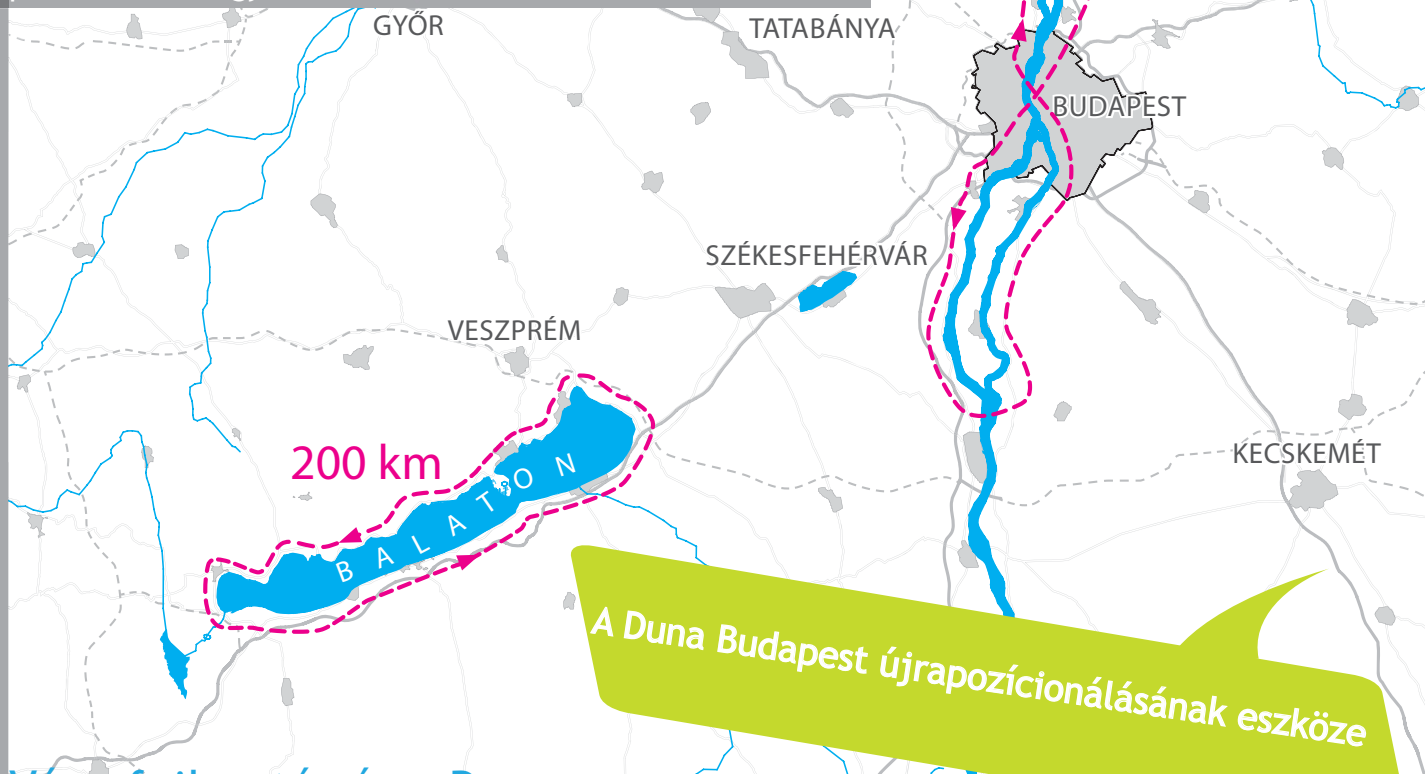 GYŐR
TATABÁNYA
BUDAPEST
SZÉKESFEHÉRVÁR
VESZPRÉM
200 km
BALATON
KECSKEMÉT
A Duna Budapest újrapozícionálásának eszköze